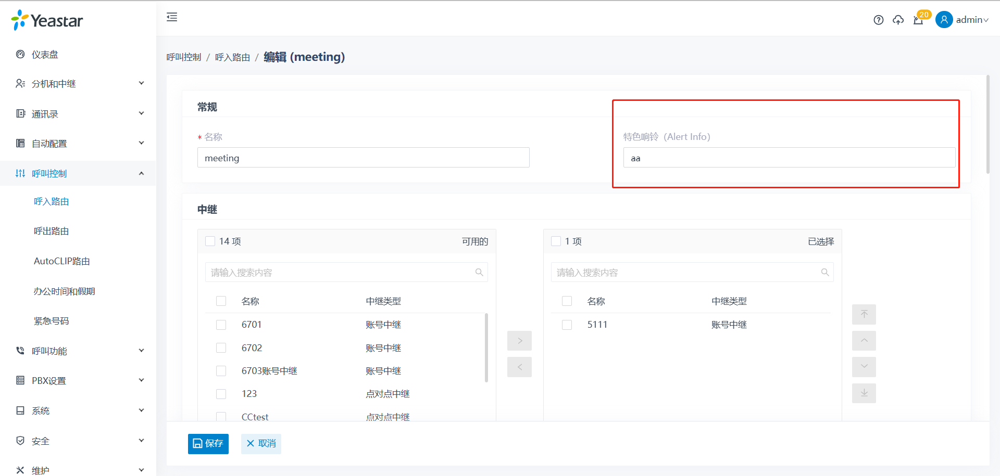 Yeastar
20
admin
仪表盘
分机和中继
通讯录
自动配置
呼叫控制
呼入路由
呼出路由
AutoCLIP路由
办公时间和假期
紧急号码
呼叫功能
PBX设置
系统
安全
维护
呼叫控制 / 呼入路由 / 编辑 (meeting)
常规
* 名称
meeting
特色响铃（Alert Info）
aa
中继
14 项 可用的
请输入搜索内容
名称 中继类型
6701 账号中继
6702 账号中继
6703账号中继 账号中继
123 点对点中继
CCtest 点对点中继
1 项 已选择
请输入搜索内容
名称 中继类型
5111 账号中继
保存
取消